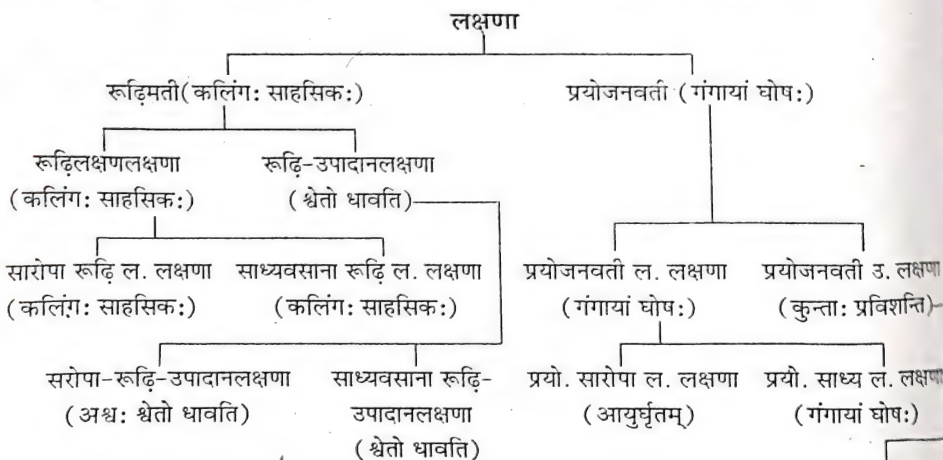 लक्षणा
रूढ़िमती(कलिंग: साहसिक:) प्रयोजनवती (गंगायां घोष:)
रूढ़िलक्षणलक्षणा रूढ़ि-उपादानलक्षणा
(कलिंग: साहसिक:) (श्वेतो धावति)
सारोपा रूढ़ि ल. लक्षणा साध्यवसाना रूढ़ि ल. लक्षणा प्रयोजनवती ल. लक्षणा प्रयोजनवती उ. लक्षणा
(कलिंग: साहसिक:) (कलिंग: साहसिक:) (गंगायां घोष:) (कुन्ता: प्रविशन्ति)
सरोपा-रूढ़ि-उपादानलक्षणा साध्यवसाना रूढ़ि- प्रयो. सारोपा ल. लक्षणा प्रयो. साध्य ल. लक्षणा
(अश्व: श्वेतो धावति) उपादानलक्षणा (आयुर्घृतम्) (गंगायां घोष:)
(श्वेतो धावति)